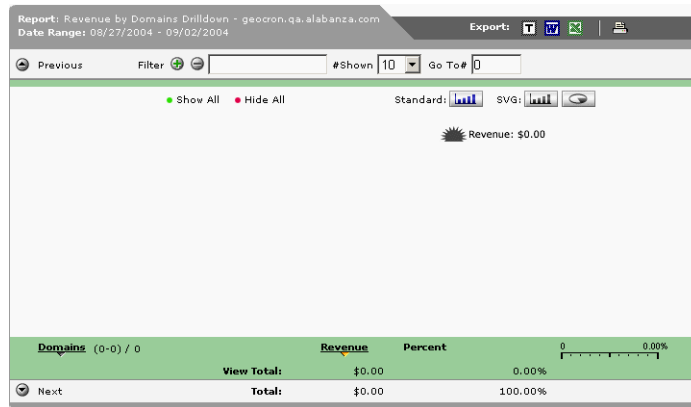 Report: Revenue by Domains Drilldown - geocron.qa.alabanza.com
Date Range: 08/27/2004 - 09/02/2004
Export: T W X
Previous Filter #Shown 10 Go To# 0
Show All Hide All Standard: SVG:
Revenue: $0.00
Domains (0-0) / 0 Revenue Percent 0 0.00%
View Total: $0.00 0.00%
Next Total: $0.00 100.00%